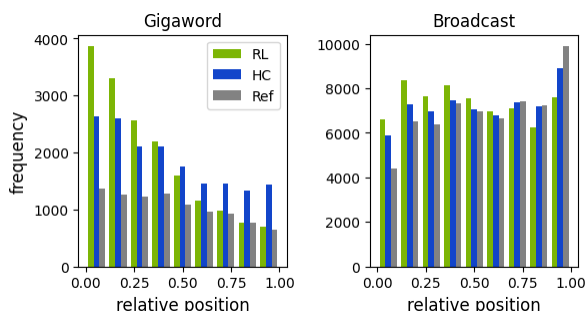 Gigaword
Broadcast
frequency
4000
3000
2000
1000
0
RL
HC
Ref
0.00 0.25 0.50 0.75 1.00
relative position
10000
8000
6000
4000
2000
0
0.00 0.25 0.50 0.75 1.00
relative position